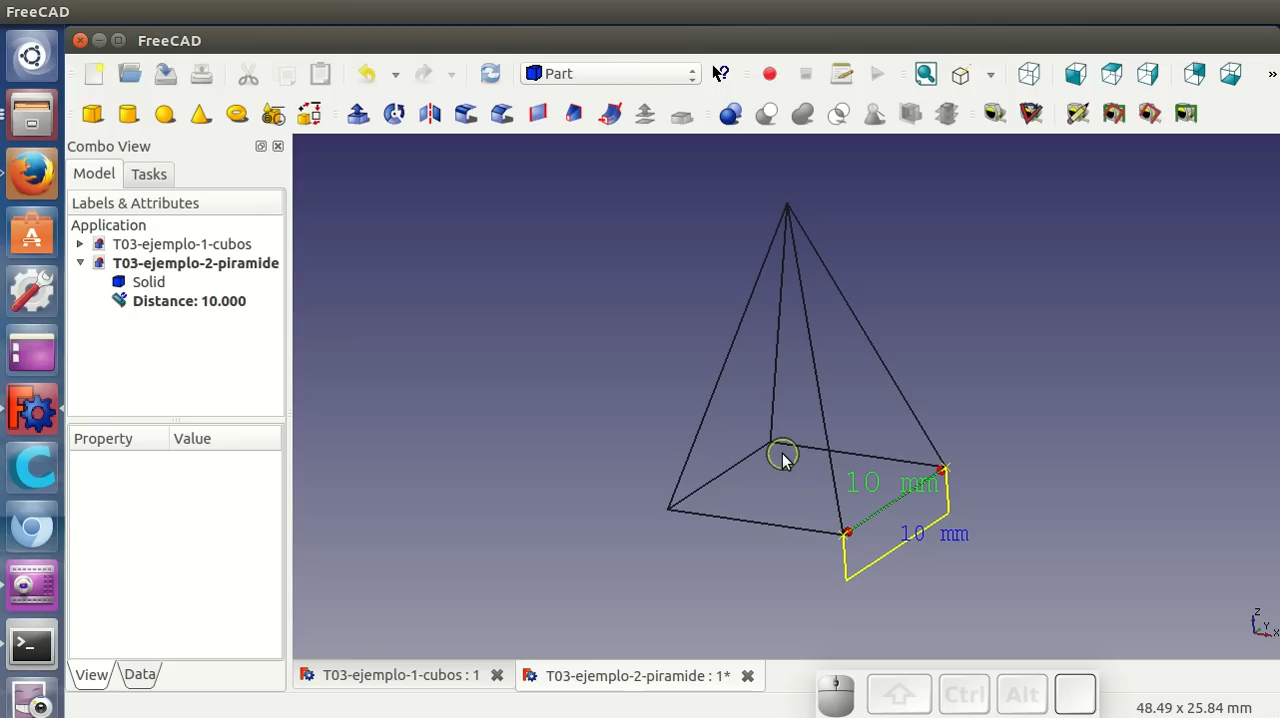 FreeCAD
FreeCAD
Part
»
Combo View
Model
Tasks
Labels & Attributes
Application
T03-ejemplo-1-cubos
T03-ejemplo-2-piramide
Solid
Distance: 10.000
Property
Value
View
Data
10 mm
10 mm
Z
Y
X
T03-ejemplo-1-cubos : 1
T03-ejemplo-2-piramide : 1*
Ctrl
Alt
48.49 x 25.84 mm